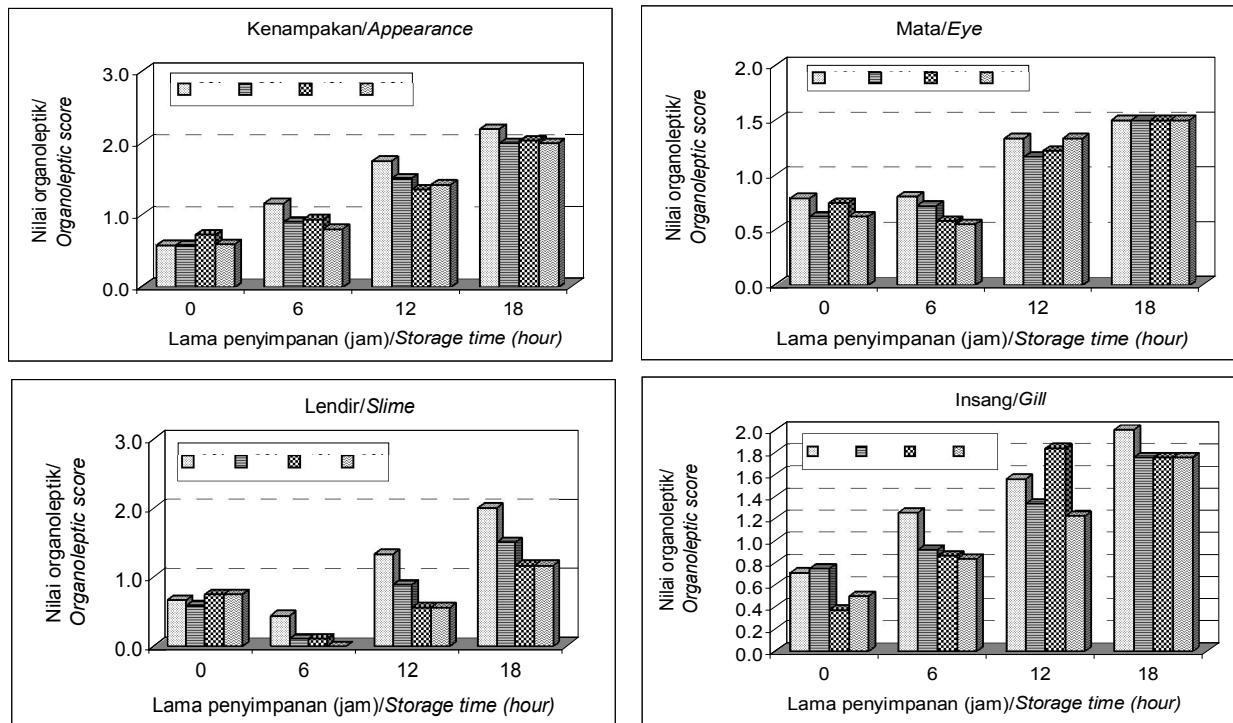 Kenampakan/Appearance
Nilai organoleptik/
Organoleptic score
3.0
2.0
1.0
0.0
0 6 12 18
Lama penyimpanan (jam)/Storage time (hour)
Mata/Eye
Nilai organoleptik/
Organoleptic score
2.0
1.5
1.0
0.5
0.0
0 6 12 18
Lama penyimpanan (jam)/Storage time (hour)
Lendir/Slime
Nilai organoleptik/
Organoleptic score
3.0
2.0
1.0
0.0
0 6 12 18
Lama penyimpanan (jam)/Storage time (hour)
Insang/Gill
Nilai organoleptik/
Organoleptic score
2.0
1.8
1.6
1.4
1.2
1.0
0.8
0.6
0.4
0.2
0.0
0 6 12 18
Lama penyimpanan (jam)/Storage time (hour)